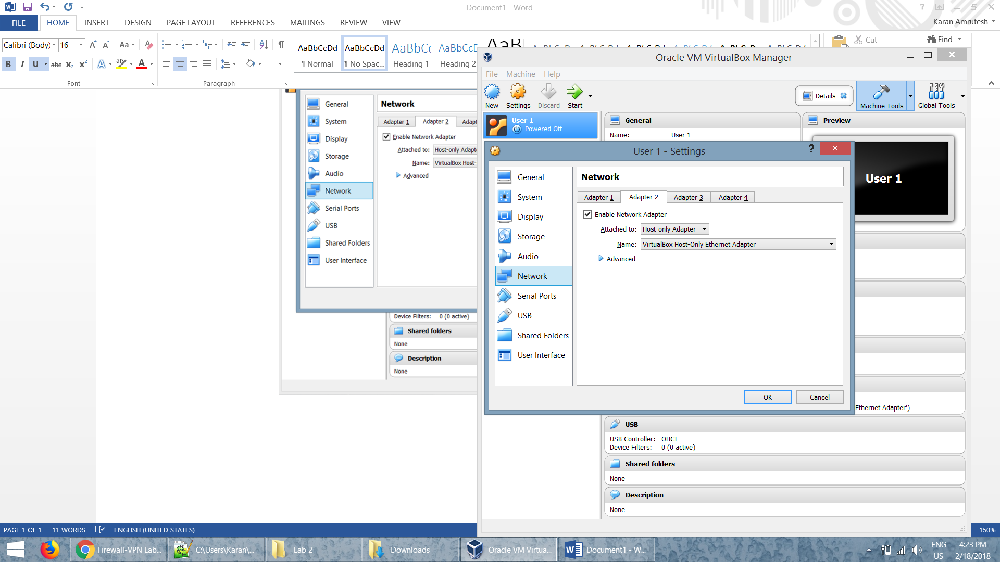 Document1 - Word
FILE
HOME
INSERT
DESIGN
PAGE LAYOUT
REFERENCES
MAILINGS
REVIEW
VIEW
Karan Amrutesh
Calibri (Body)
16
Aa
AaBbCcDd
¶ Normal
AaBbCcDd
¶ No Spac...
AaBbCc
Heading 1
AaBbCcD
Heading 2
Cut
Find
Font
Paragraph
Oracle VM VirtualBox Manager
File
Machine
Help
New
Settings
Discard
Start
Details
Machine Tools
Global Tools
User 1
Powered Off
General
Name:
User 1
Preview
User 1
General
System
Display
Storage
Audio
Network
Serial Ports
USB
Shared Folders
User Interface
Network
Adapter 1
Adapter 2
Adapt
Enable Network Adapter
Attached to:
Host-only Adapte
Name:
VirtualBox Host-
Advanced
Device Filters:
0 (0 active)
Shared folders
None
Description
None
User 1 - Settings
General
System
Display
Storage
Audio
Network
Serial Ports
USB
Shared Folders
User Interface
Network
Adapter 1
Adapter 2
Adapter 3
Adapter 4
Enable Network Adapter
Attached to:
Host-only Adapter
Name:
VirtualBox Host-Only Ethernet Adapter
Advanced
OK
Cancel
Ethernet Adapter')
USB
USB Controller:
OHCI
Device Filters:
0 (0 active)
Shared folders
None
Description
None
PAGE 1 OF 1
11 WORDS
ENGLISH (UNITED STATES)
150%
Firewall-VPN Lab...
C:\Users\Karan\...
Lab 2
Downloads
Oracle VM Virtua...
Document1 - W...
ENG
US
4:23 PM
2/18/2018